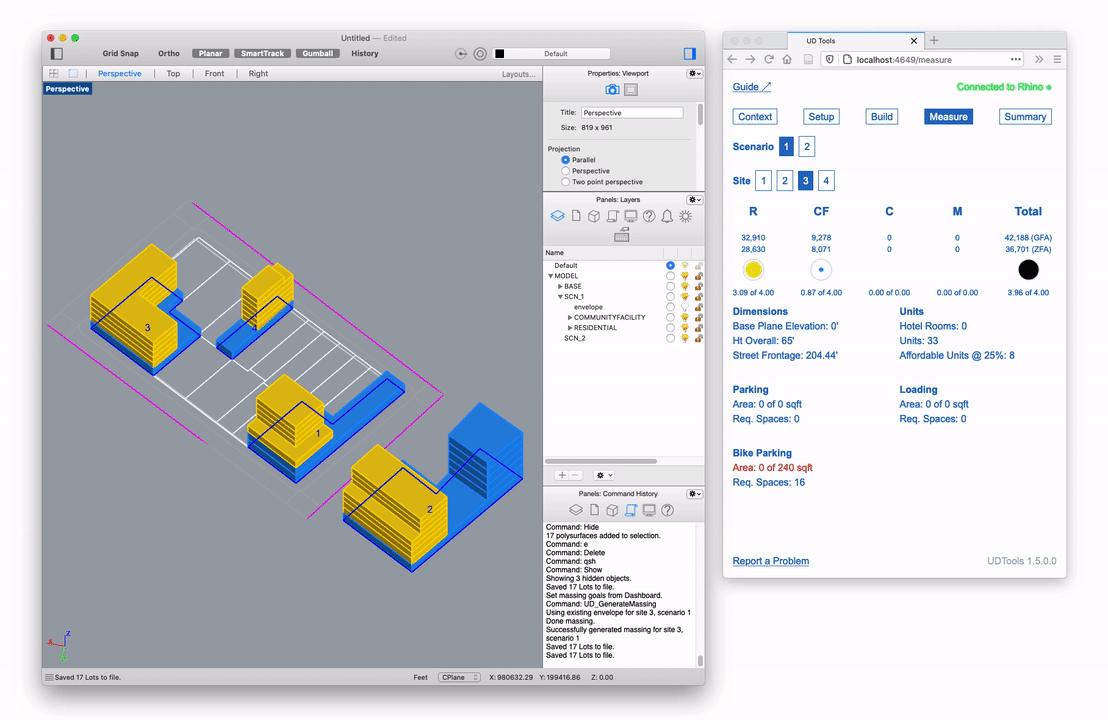 Untitled — Edited
Grid Snap Ortho Planar SmartTrack Gumball History Default
Perspective Top Front Right Layouts...
Perspective
3
4
1
2
x
z
y
Properties: Viewport
Title: Perspective
Size: 819 x 961
Projection
Parallel
Perspective
Two point perspective
Panels: Layers
Name
Default
MODEL
BASE
SCN_1
envelope
COMMUNITYFACILITY
RESIDENTIAL
SCN_2
Panels: Command History
Command: Hide
17 polysurfaces added to selection.
Command: e
Command: Delete
Command: qsh
Command: Show
Showing 3 hidden objects.
Saved 17 Lots to file.
Set massing goals from Dashboard.
Command: UD_GenerateMassing
Using existing envelope for site 3, scenario 1
Done massing.
Successfully generated massing for site 3,
scenario 1
Saved 17 Lots to file.
Saved 17 Lots to file.
Saved 17 Lots to file. Feet CPlane X: 980632.29 Y: 199416.86 Z: 0.00
UD Tools
localhost:4649/measure
Guide Connected to Rhino
Context Setup Build Measure Summary
Scenario 1 2
Site 1 2 3 4
R CF C M Total
32,910 9,278 0 0 42,188 (GFA)
28,630 8,071 0 0 36,701 (ZFA)
3.09 of 4.00 0.87 of 4.00 0.00 of 0.00 0.00 of 0.00 3.96 of 4.00
Dimensions Units
Base Plane Elevation: 0' Hotel Rooms: 0
Ht Overall: 65' Units: 33
Street Frontage: 204.44' Affordable Units @ 25%: 8
Parking Loading
Area: 0 of 0 sqft Area: 0 of 0 sqft
Req. Spaces: 0 Req. Spaces: 0
Bike Parking
Area: 0 of 240 sqft
Req. Spaces: 16
Report a Problem UDTools 1.5.0.0